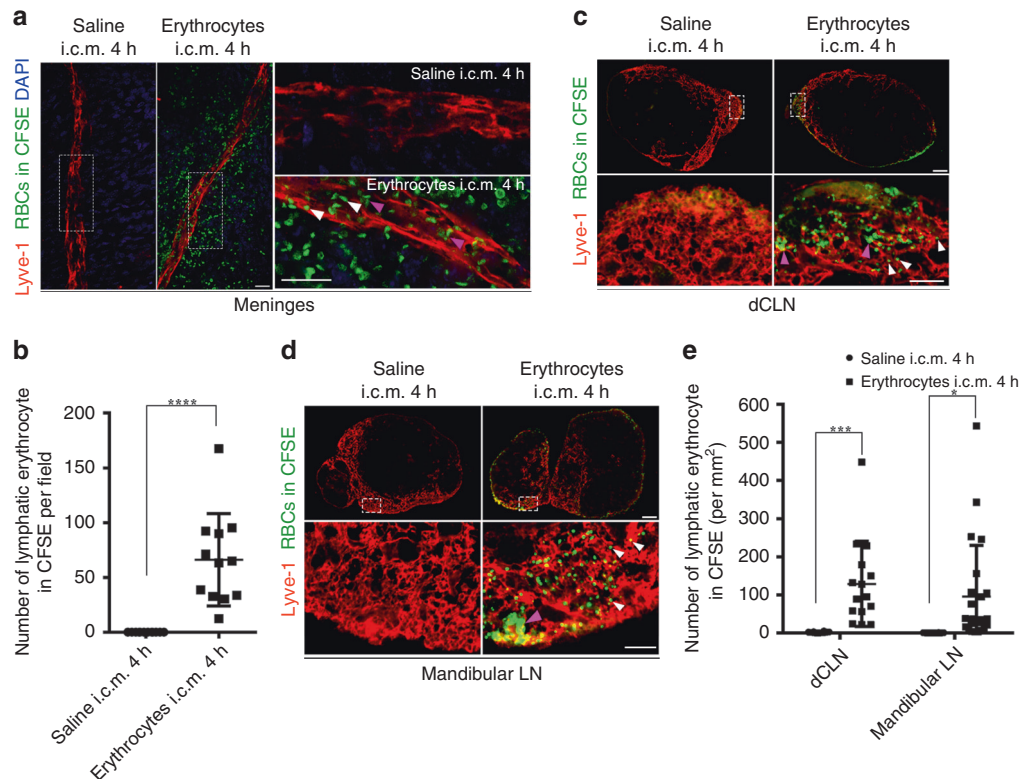 a
Saline
i.c.m. 4 h
Erythrocytes
i.c.m. 4 h
Lyve-1 RBCs in CFSE DAPI
Saline i.c.m. 4 h
Erythrocytes i.c.m. 4 h
Meninges
c
Saline
i.c.m. 4 h
Erythrocytes
i.c.m. 4 h
Lyve-1 RBCs in CFSE
dCLN
b
Number of lymphatic erythrocyte
in CFSE per field
200
150
100
50
0
****
Saline i.c.m. 4 h
Erythrocytes i.c.m. 4 h
d
Saline
i.c.m. 4 h
Erythrocytes
i.c.m. 4 h
Lyve-1 RBCs in CFSE
Mandibular LN
e
Saline i.c.m. 4 h
Erythrocytes i.c.m. 4 h
Number of lymphatic erythrocyte
in CFSE (per mm²)
600
500
400
300
200
100
0
***
*
dCLN
Mandibular LN